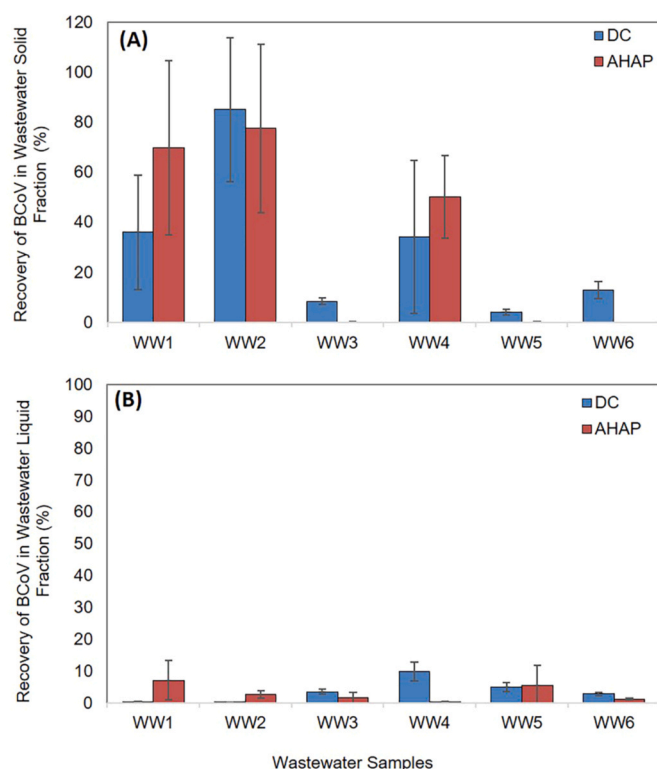 (A)
DC
AHAP
Recovery of BCoV in Wastewater Solid
Fraction (%)
120
100
80
60
40
20
0
WW1 WW2 WW3 WW4 WW5 WW6
(B)
DC
AHAP
Recovery of BCoV in Wastewater Liquid
Fraction (%)
100
90
80
70
60
50
40
30
20
10
0
WW1 WW2 WW3 WW4 WW5 WW6
Wastewater Samples